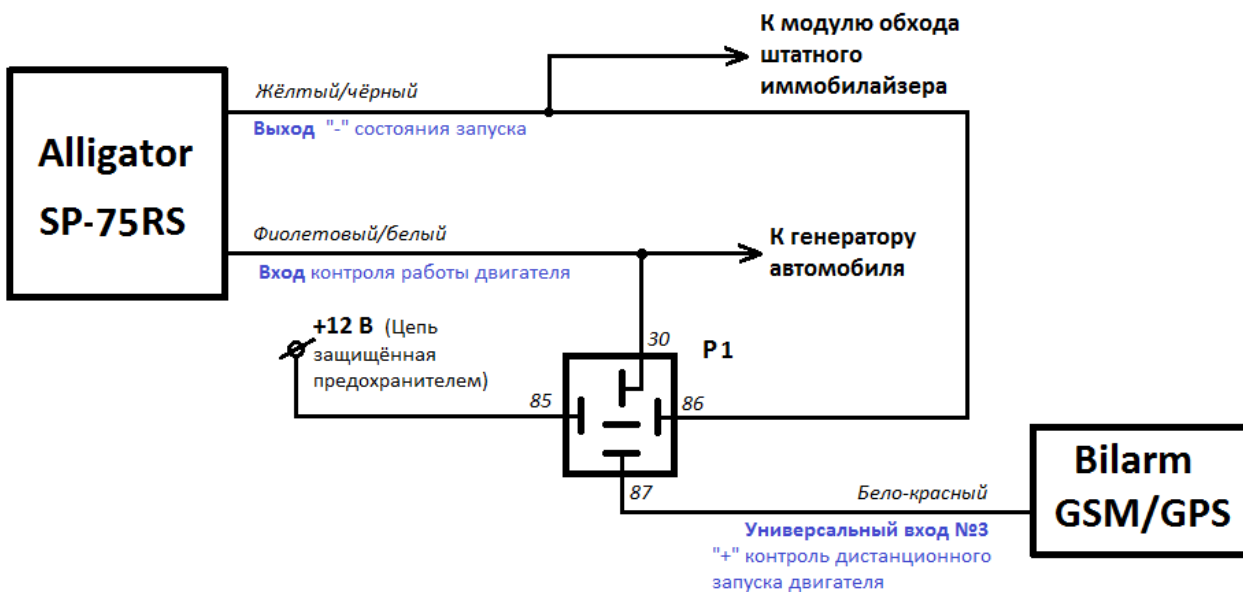 К модулю обхода
штатного
иммобилайзера
Жёлтый/чёрный
Выход "-" состояния запуска
Alligator
SP-75RS
Фиолетовый/белый
Вход контроля работы двигателя
К генератору
автомобиля
+12 В (Цепь
защищённая
предохранителем)
30
P1
85
86
87
Бело-красный
Универсальный вход №3
"+" контроль дистанционного
запуска двигателя
Bilarm
GSM/GPS